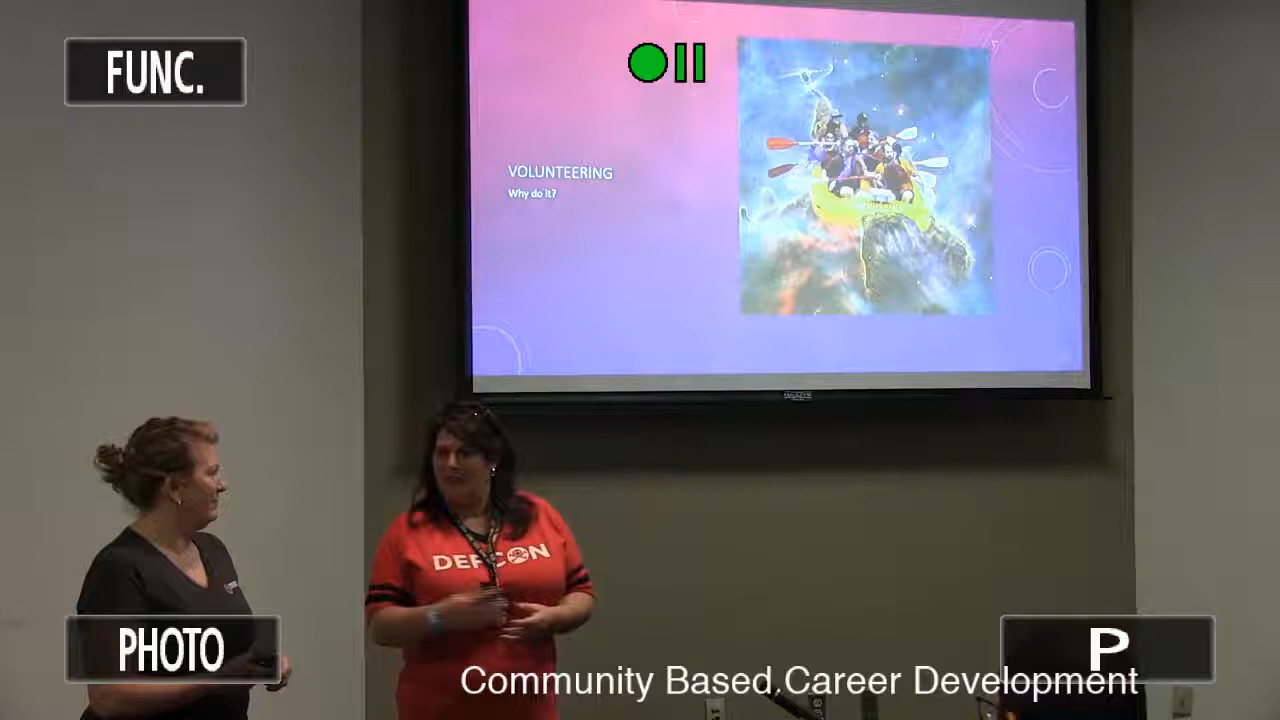 FUNC.
VOLUNTEERING
Why do it?
DEFCON
PHOTO
P
Community Based Career Development